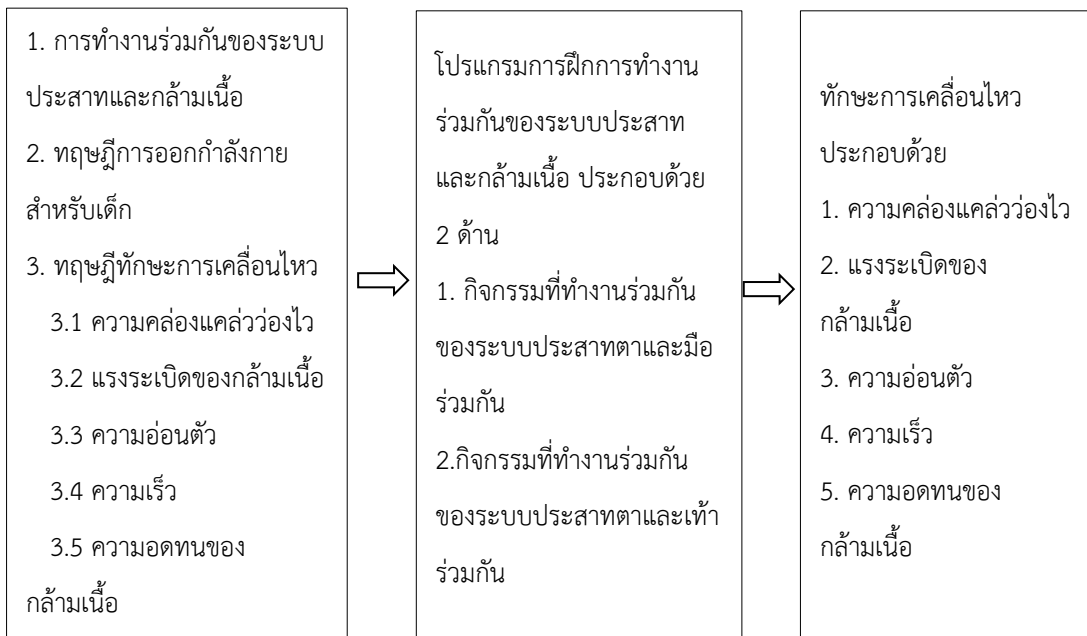 1. การทำงานร่วมกันของระบบ
ประสาทและกล้ามเนื้อ
2. ทฤษฎีการออกกำลังกาย
สำหรับเด็ก
3. ทฤษฎีทักษะการเคลื่อนไหว
3.1 ความคล่องแคล่วว่องไว
3.2 แรงระเบิดของกล้ามเนื้อ
3.3 ความอ่อนตัว
3.4 ความเร็ว
3.5 ความอดทนของ
กล้ามเนื้อ
โปรแกรมการฝึกการทำงาน
ร่วมกันของระบบประสาท
และกล้ามเนื้อ ประกอบด้วย
2 ด้าน
1. กิจกรรมที่ทำงานร่วมกัน
ของระบบประสาทตาและมือ
ร่วมกัน
2.กิจกรรมที่ทำงานร่วมกัน
ของระบบประสาทตาและเท้า
ร่วมกัน
ทักษะการเคลื่อนไหว
ประกอบด้วย
1. ความคล่องแคล่วว่องไว
2. แรงระเบิดของ
กล้ามเนื้อ
3. ความอ่อนตัว
4. ความเร็ว
5. ความอดทนของ
กล้ามเนื้อ